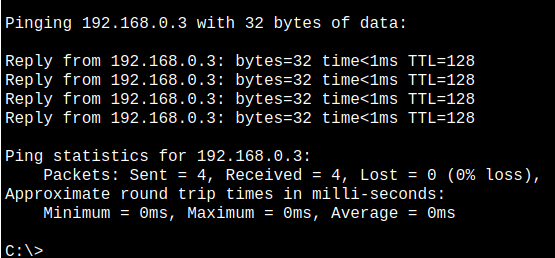 Pinging 192.168.0.3 with 32 bytes of data:
Reply from 192.168.0.3: bytes=32 time<1ms TTL=128
Reply from 192.168.0.3: bytes=32 time<1ms TTL=128
Reply from 192.168.0.3: bytes=32 time<1ms TTL=128
Reply from 192.168.0.3: bytes=32 time<1ms TTL=128
Ping statistics for 192.168.0.3:
    Packets: Sent = 4, Received = 4, Lost = 0 (0% loss),
Approximate round trip times in milli-seconds:
    Minimum = 0ms, Maximum = 0ms, Average = 0ms
C:\>